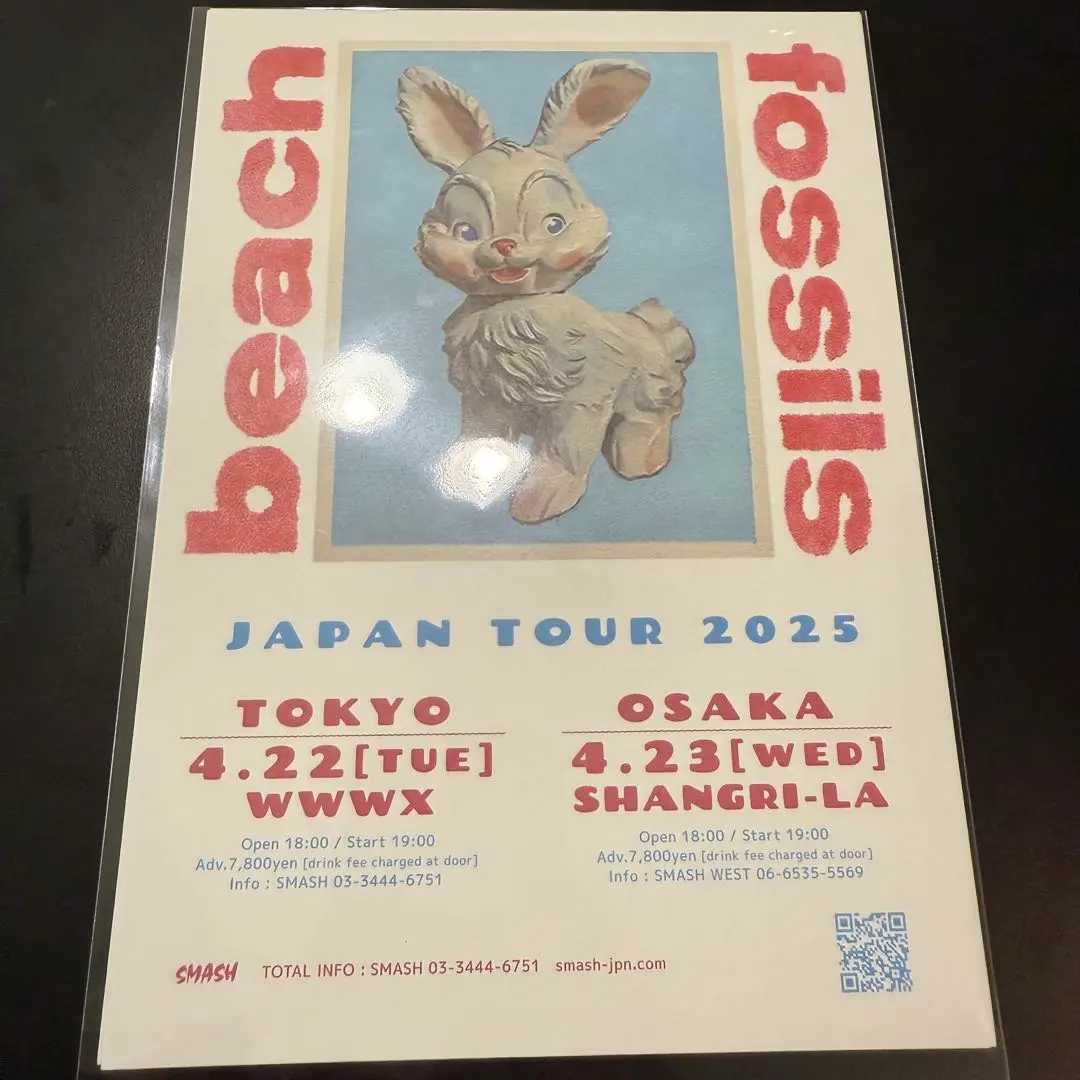 beach
fossils
JAPAN TOUR 2025
TOKYO
4.22[TUE]
WWWX
Open 18:00 / Start 19:00
Adv.7,800yen [drink fee charged at door]
Info : SMASH 03-3444-6751
OSAKA
4.23[WED]
SHANGRI-LA
Open 18:00 / Start 19:00
Adv.7,800yen [drink fee charged at door]
Info : SMASH WEST 06-6535-5569
SMASH TOTAL INFO : SMASH 03-3444-6751 smash-jpn.com